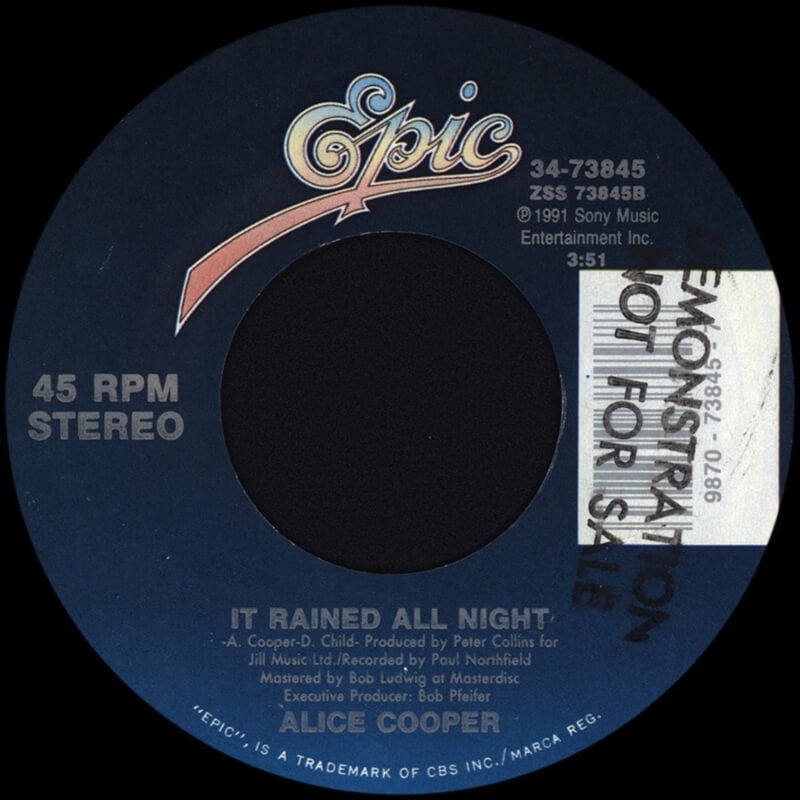 Epic
34-73845
ZSS 73845B
℗ 1991 Sony Music
Entertainment Inc.
3:51
45 RPM
STEREO
DEMONSTRATION
NOT FOR SALE
9870 - 73845 -
IT RAINED ALL NIGHT
-A. Cooper-D. Child- Produced by Peter Collins for
Jill Music Ltd./Recorded by Paul Northfield
Mastered by Bob Ludwig at Masterdisc
Executive Producer: Bob Pfeifer
ALICE COOPER
"EPIC", IS A TRADEMARK OF CBS INC./MARCA REG.